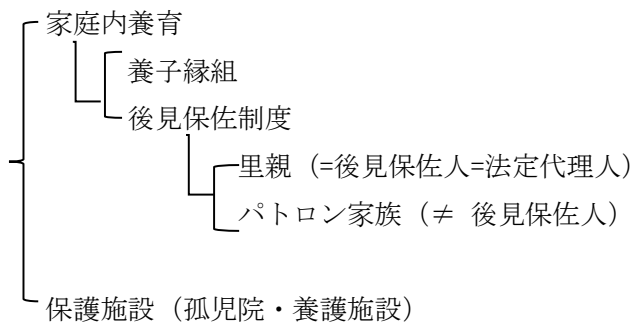 家庭内養育
養子縁組
後見保佐制度
里親（=後見保佐人=法定代理人）
パトロン家族（≠ 後見保佐人）
保護施設（孤児院・養護施設）